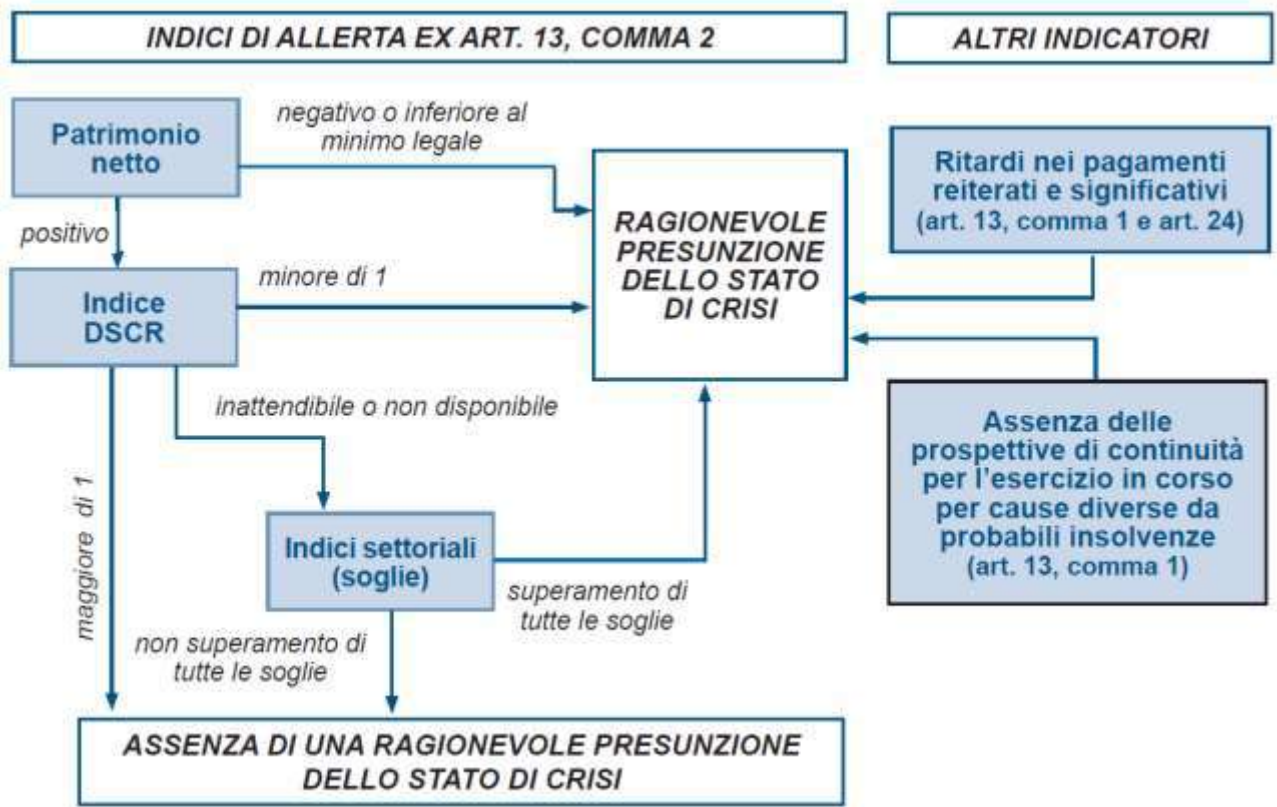 INDICI DI ALLERTA EX ART. 13, COMMA 2
ALTRI INDICATORI
Patrimonio
netto
negativo o inferiore al
minimo legale
positivo
Indice
DSCR
minore di 1
RAGIONEVOLE
PRESUNZIONE
DELLO STATO
DI CRISI
Ritardi nei pagamenti
reiterati e significativi
(art. 13, comma 1 e art. 24)
inattendibile o non disponibile
maggiore di 1
Indici settoriali
(soglie)
superamento di
tutte le soglie
non superamento di
tutte le soglie
Assenza delle
prospettive di continuità
per l'esercizio in corso
per cause diverse da
probabili insolvenze
(art. 13, comma 1)
ASSENZA DI UNA RAGIONEVOLE PRESUNZIONE
DELLO STATO DI CRISI